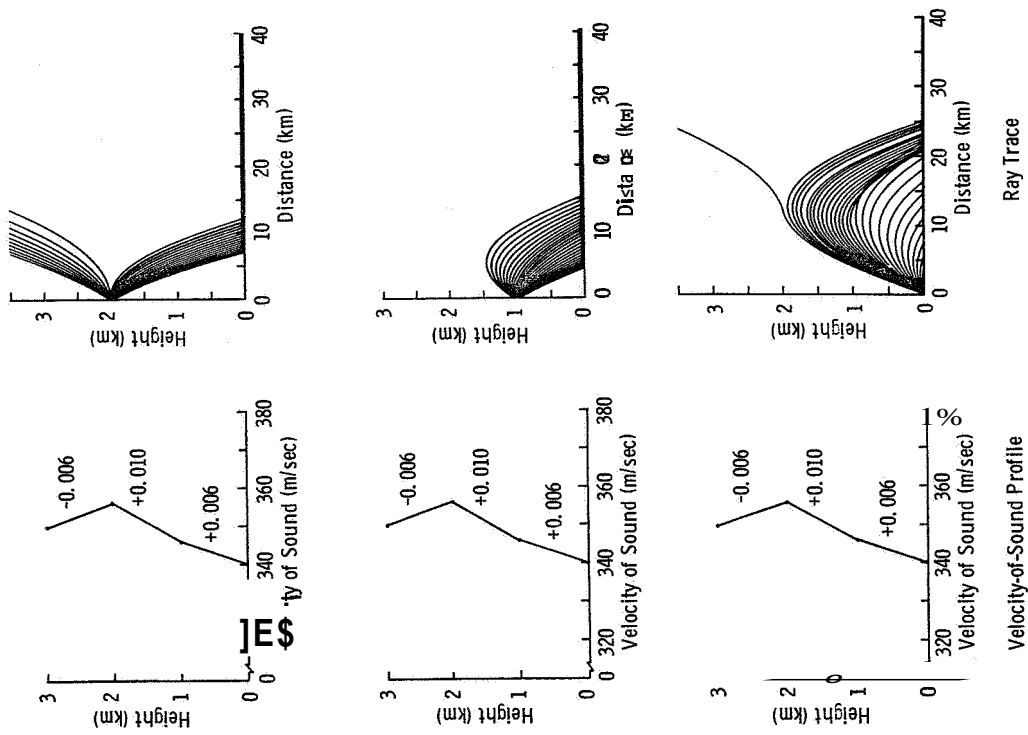 3
2
1
0
Height (km)
0 10 20 30 40
Distance (km)
3
2
1
0
Height (km)
-0.006
+0.010
+0.006
]E$
0 340 360 380
ty of Sound (m/sec)
3
2
1
0
Height (km)
0 10 30 40
(km)
3
2
1
0
Height (km)
-0.006
+0.010
+0.006
0 320 340 360 380
Velocity of Sound (m/sec)
3
2
1
0
Height (km)
0 10 20 30 40
Distance (km)
Ray Trace
3
2
1
0
Height (km)
-0.006
+0.010
+0.006
0 320 340 360 1%
Velocity of Sound (m/sec)
Velocity-of-Sound Profile